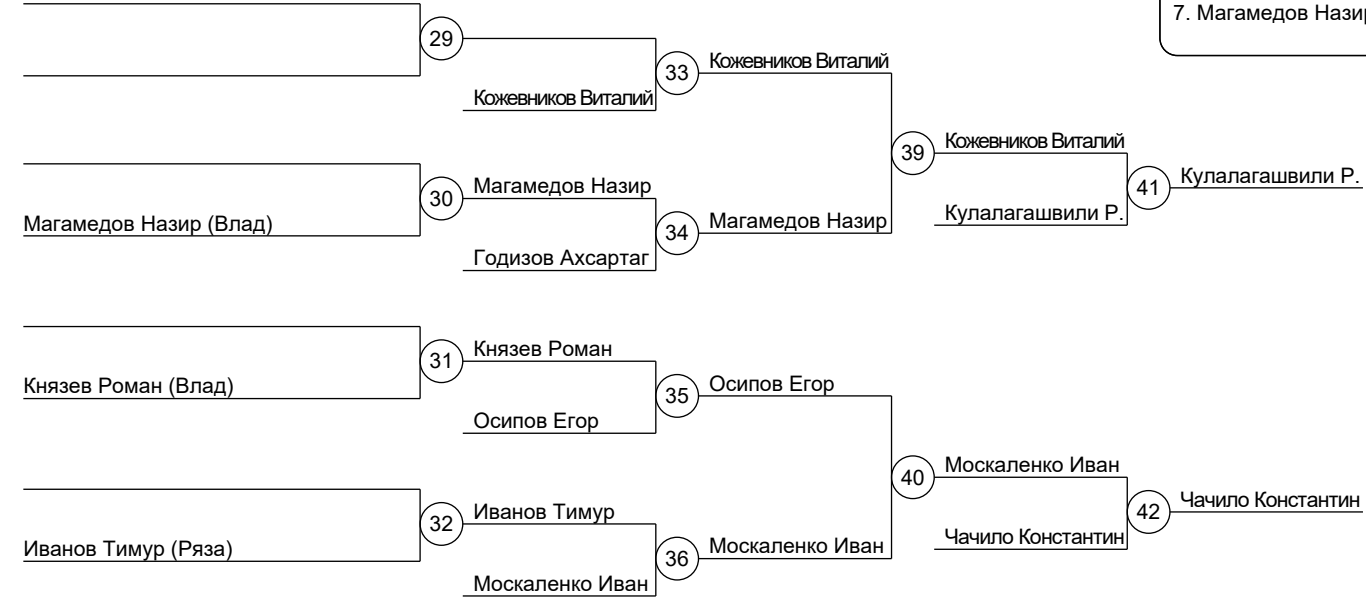 7. Магамедов Назир
29
Кожевников Виталий
33
Кожевников Виталий
39
Кожевников Виталий
41
Кулалагашвили Р.
Магамедов Назир (Влад)
30
Магамедов Назир
Годизов Ахсартаг
34
Магамедов Назир
Кулалагашвили Р.
Князев Роман (Влад)
31
Князев Роман
Осипов Егор
35
Осипов Егор
40
Москаленко Иван
42
Чачило Константин
Иванов Тимур (Ряза)
32
Иванов Тимур
Москаленко Иван
36
Москаленко Иван
Чачило Константин